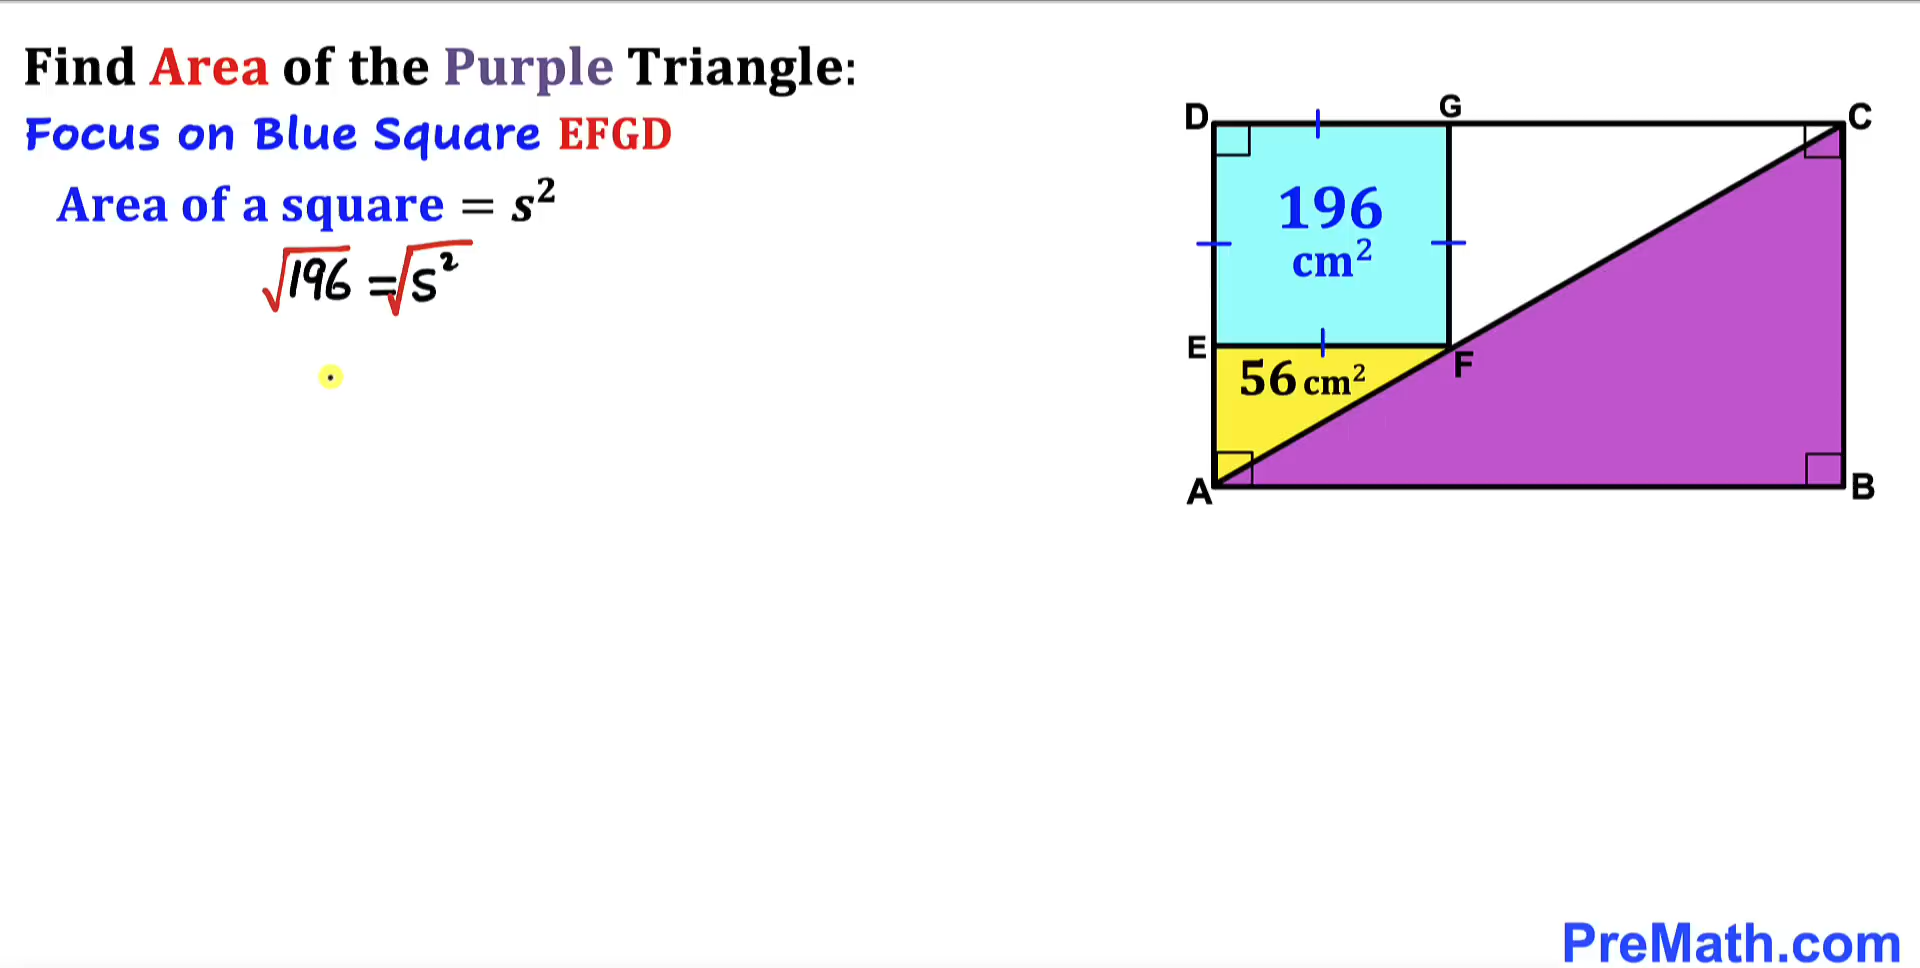 Find Area of the Purple Triangle:
Focus on Blue Square EFGD
Area of a square = s²
√196 = √s²
D
G
C
196
cm²
E
F
56 cm²
A
B
PreMath.com